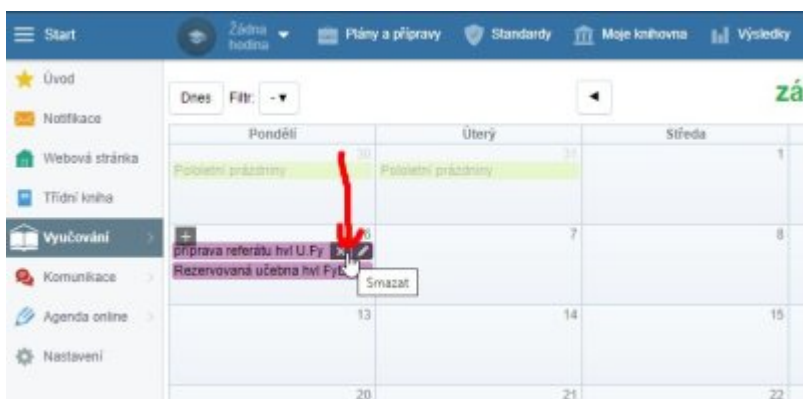 Start
Žádná
hodina
Plány a přípravy
Standardy
Moje knihovna
Výsledky
Úvod
Notifikace
Webová stránka
Třídní kniha
Vyučování
Komunikace
Agenda online
Nastavení
Dnes Filtr: -
zá
Pondělí Úterý Středa
30 31 1
Pololetní prázdniny Pololetní prázdniny
6 7 8
příprava referátu hvl U.Fy
Rezervovaná učebna hvl
Smazat
13 14 15
20 21 22